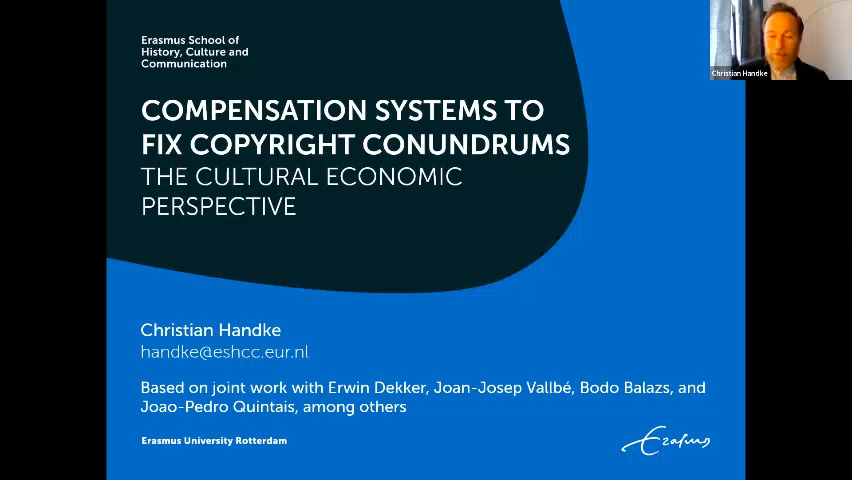 Erasmus School of
History, Culture and
Communication
COMPENSATION SYSTEMS TO
FIX COPYRIGHT CONUNDRUMS
THE CULTURAL ECONOMIC
PERSPECTIVE
Christian Handke
Christian Handke
handke@eshcc.eur.nl
Based on joint work with Erwin Dekker, Joan-Josep Vallbé, Bodo Balazs, and
Joao-Pedro Quintais, among others
Erasmus University Rotterdam
Erasmus